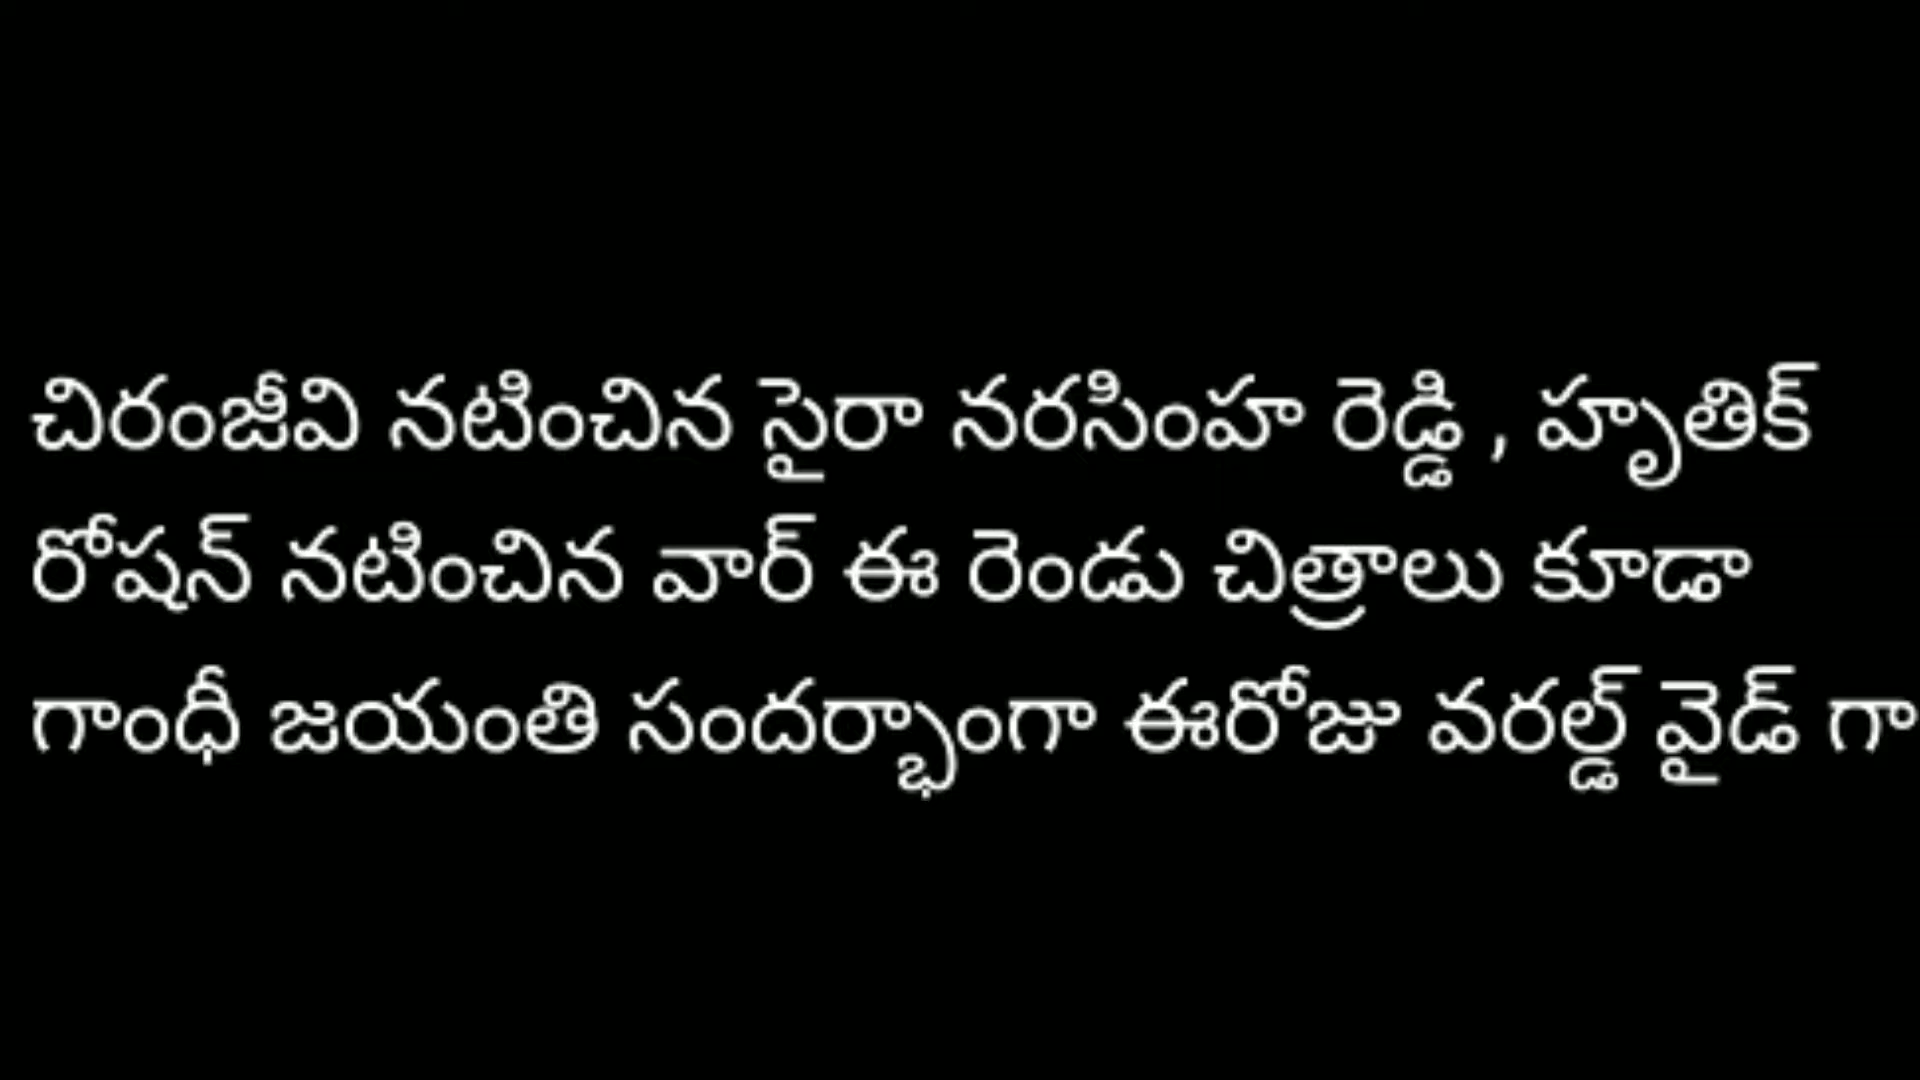 చిరంజీవి నటించిన సైరా నరసింహ రెడ్డి , హృతిక్
రోషన్ నటించిన వార్ ఈ రెండు చిత్రాలు కూడా
గాంధీ జయంతి సందర్భాంగా ఈరోజు వరల్డ్ వైడ్ గా